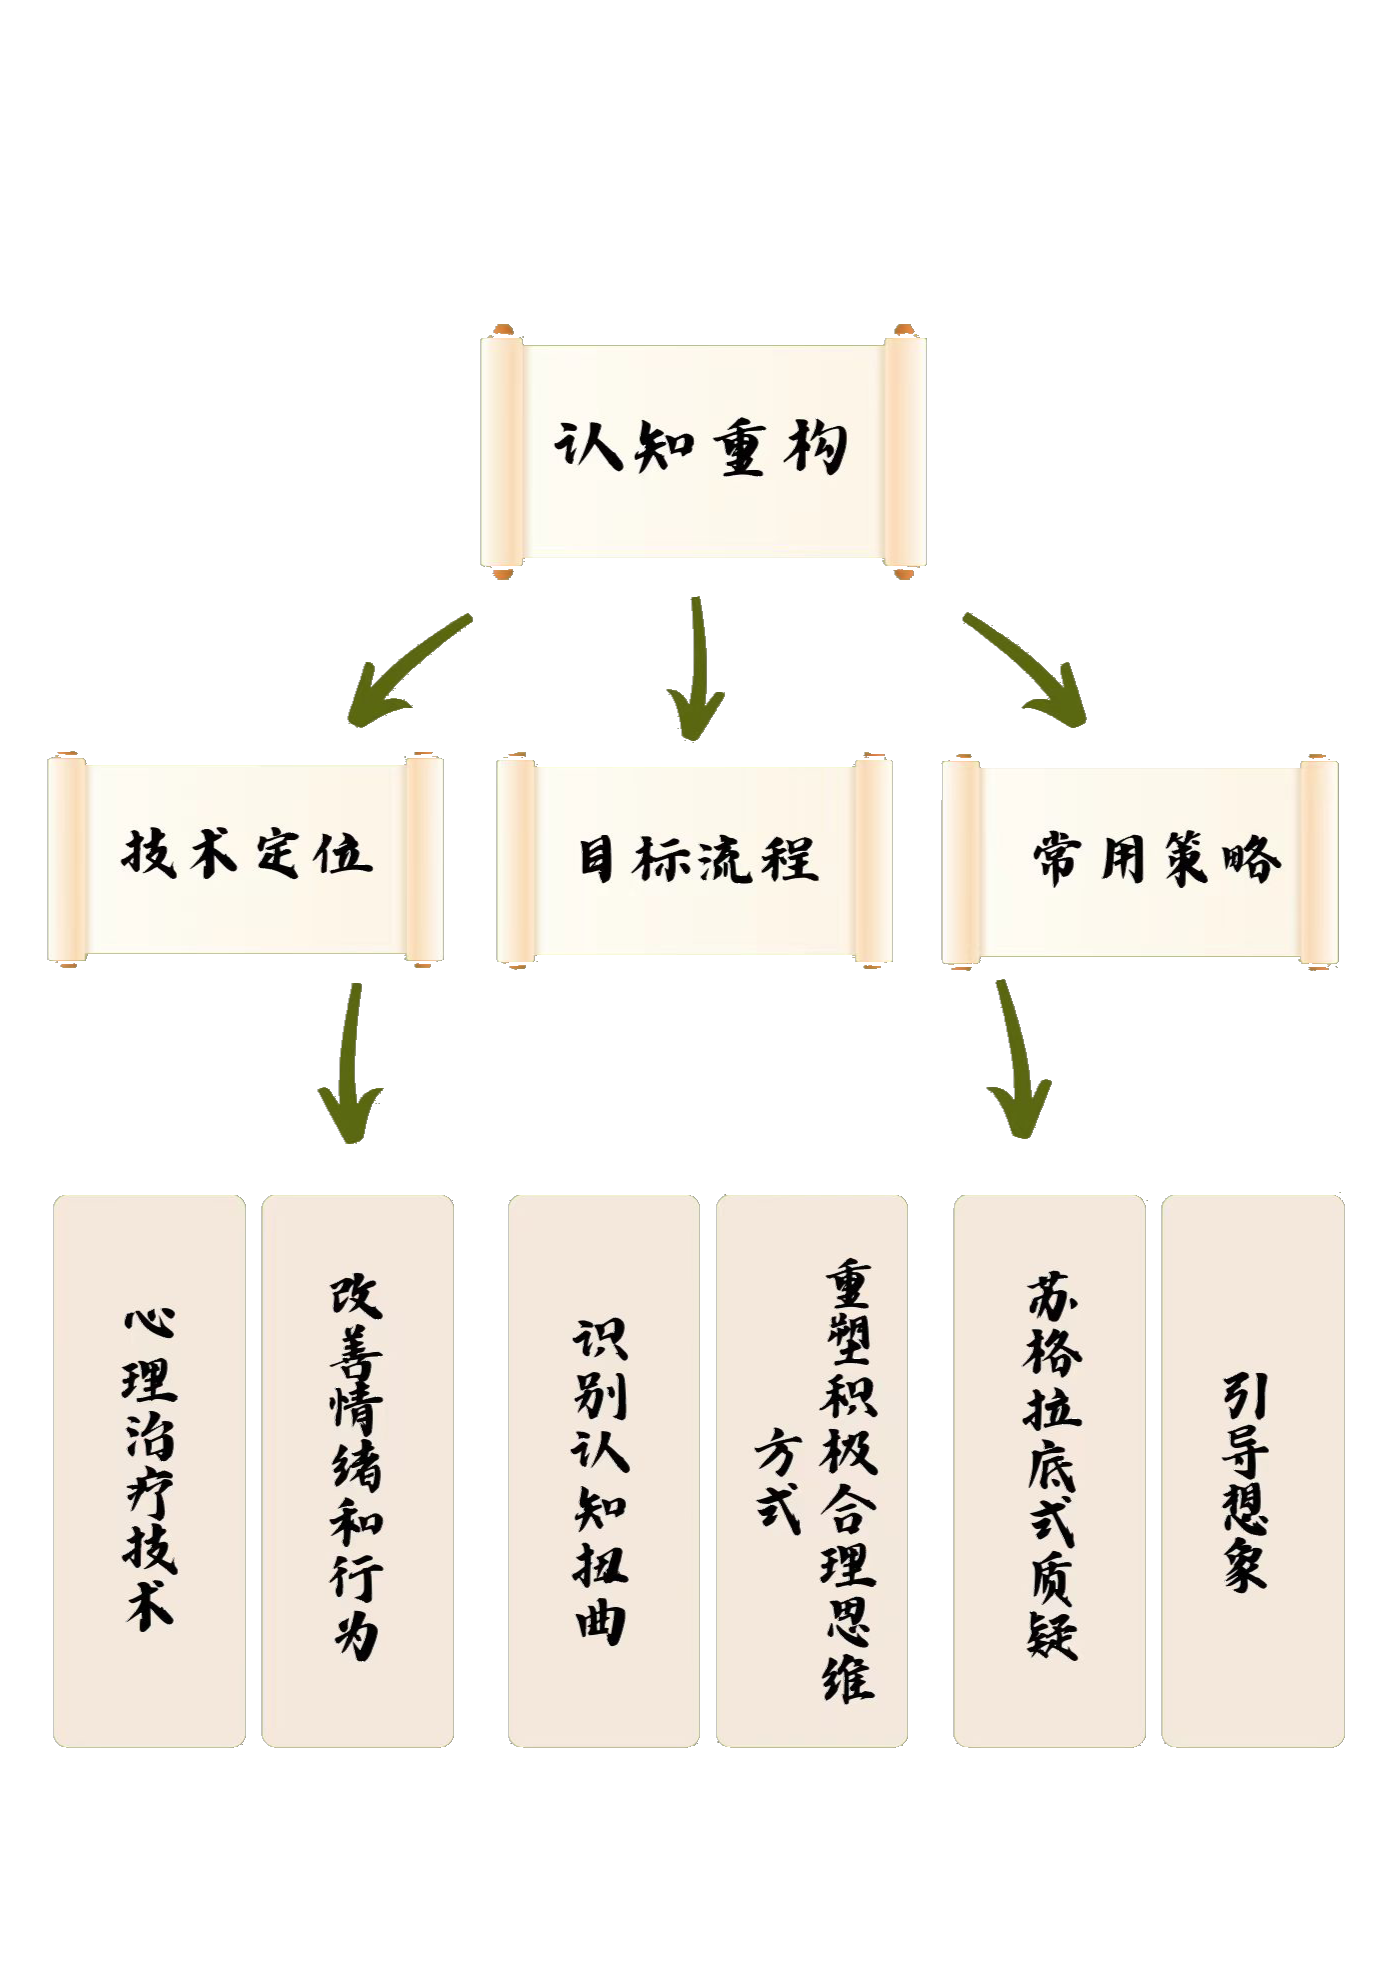 认知重构
技术定位
目标流程
常用策略
心理治疗技术
改善情绪和行为
识别认知扭曲
重塑积极合理思维
方式
苏格拉底式质疑
引导想象